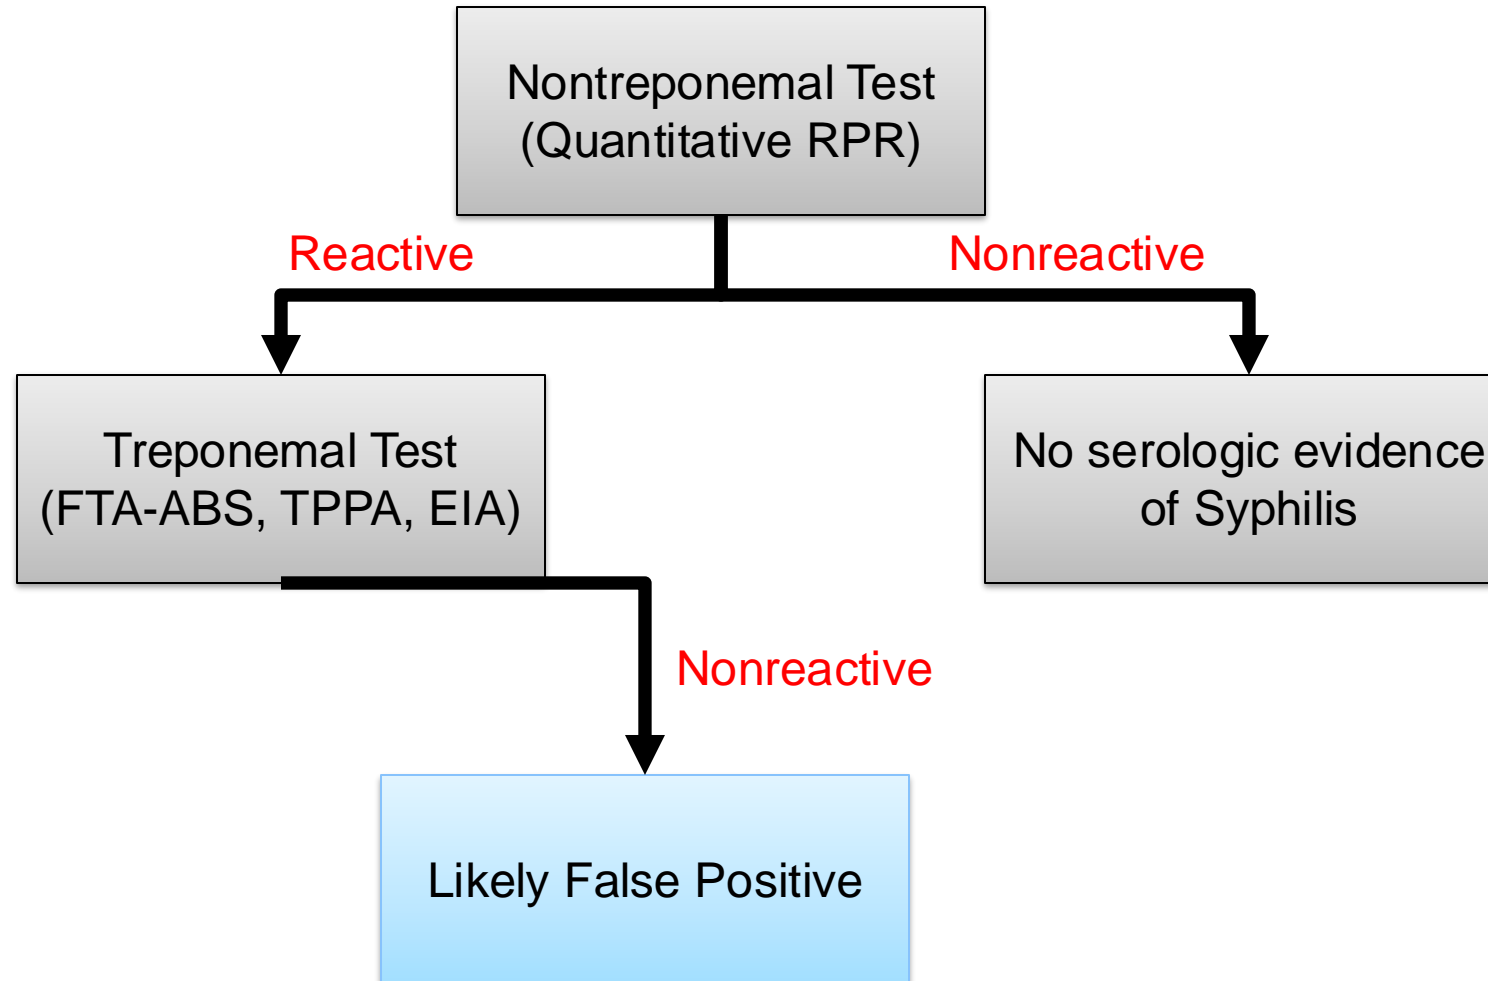 Nontreponemal Test
(Quantitative RPR)
Reactive
Nonreactive
Treponemal Test
(FTA-ABS, TPPA, EIA)
No serologic evidence
of Syphilis
Nonreactive
Likely False Positive